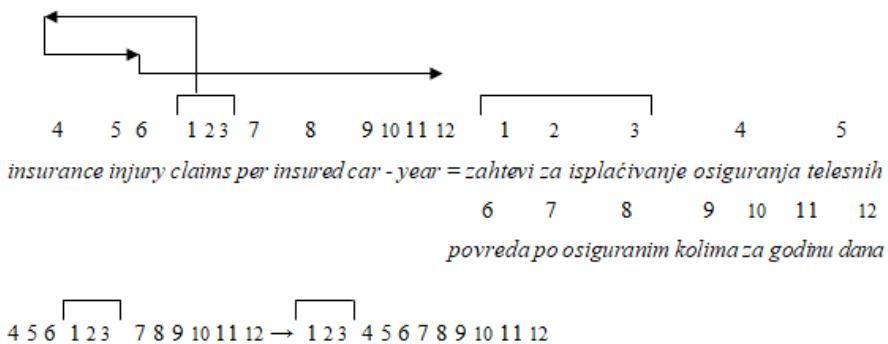 4 5 6 1 2 3 7 8 9 10 11 12 1 2 3 4 5
insurance injury claims per insured car - year = zahtevi za isplaćivanje osiguranja telesnih
6 7 8 9 10 11 12
povreda po osiguranim kolima za godinu dana
4 5 6 1 2 3 7 8 9 10 11 12 → 1 2 3 4 5 6 7 8 9 10 11 12